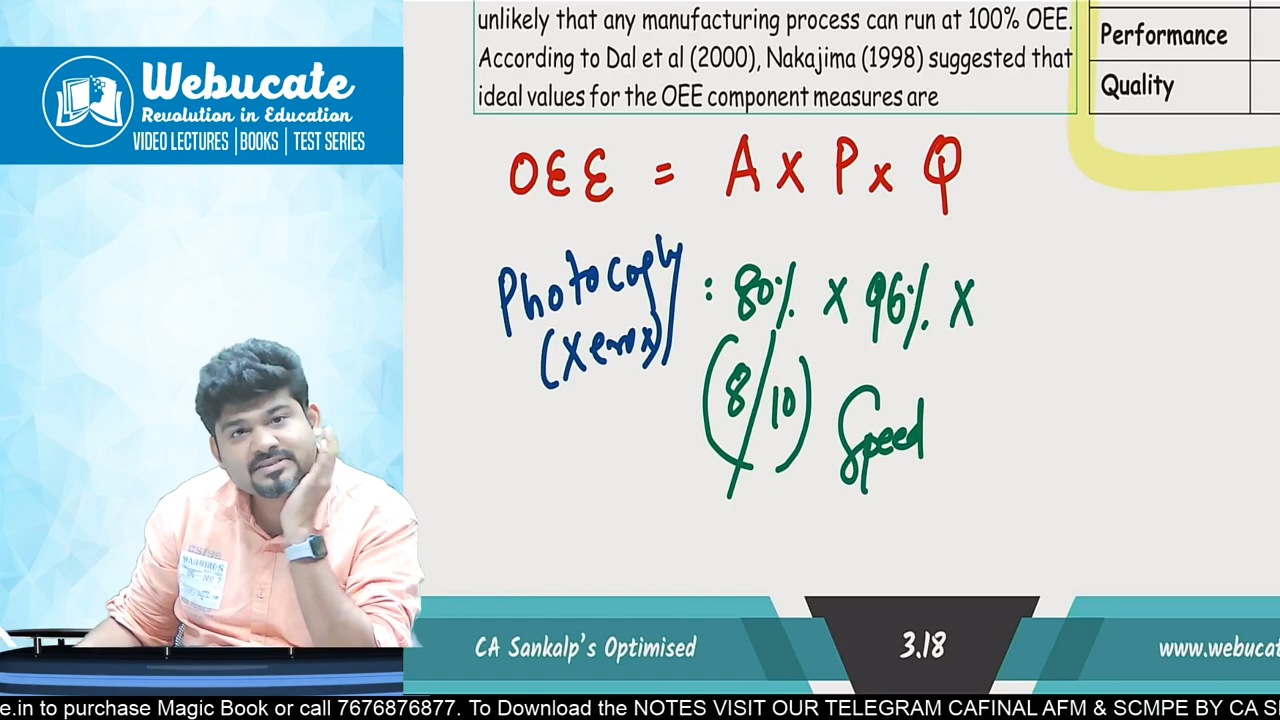 Webucate
Revolution in Education
VIDEO LECTURES | BOOKS | TEST SERIES
unlikely that any manufacturing process can run at 100% OEE.
According to Dal et al (2000), Nakajima (1998) suggested that
ideal values for the OEE component measures are
Performance
Quality
OEE = A X P X Q
Photocopy : 80% X 96% X
(Xerox)
(8/10) Speed
CA Sankalp's Optimised
3.18
www.webucat
e.in to purchase Magic Book or call 7676876877. To Download the NOTES VISIT OUR TELEGRAM CAFINAL AFM & SCMPE BY CA S